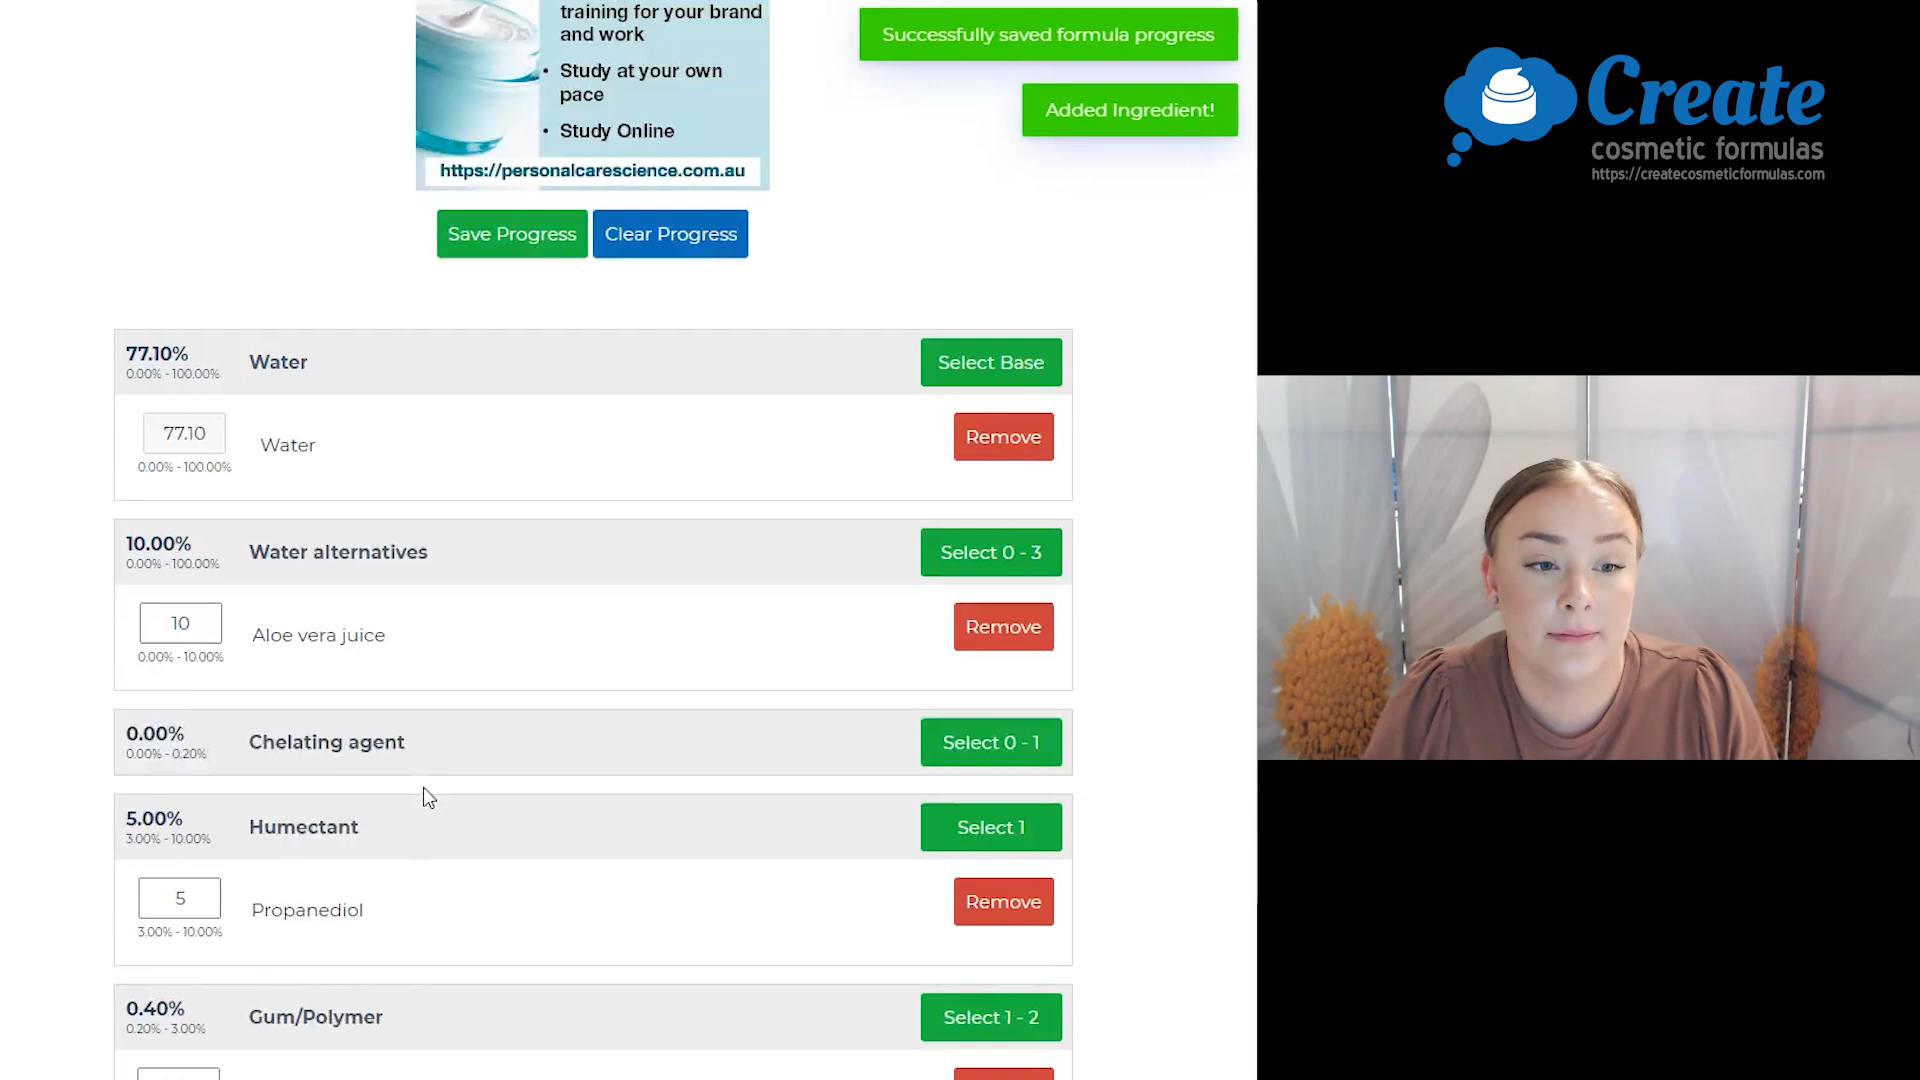 training for your brand
and work
• Study at your own
pace
• Study Online
https://personalcarescience.com.au
Successfully saved formula progress
Added Ingredient!
Create
cosmetic formulas
https://createcosmeticformulas.com
Save Progress
Clear Progress
77.10%
0.00% - 100.00%
Water
Select Base
77.10
0.00% - 100.00%
Water
Remove
10.00%
0.00% - 100.00%
Water alternatives
Select 0 - 3
10
0.00% - 10.00%
Aloe vera juice
Remove
0.00%
0.00% - 0.20%
Chelating agent
Select 0 - 1
5.00%
3.00% - 10.00%
Humectant
Select 1
5
3.00% - 10.00%
Propanediol
Remove
0.40%
0.20% - 3.00%
Gum/Polymer
Select 1 - 2